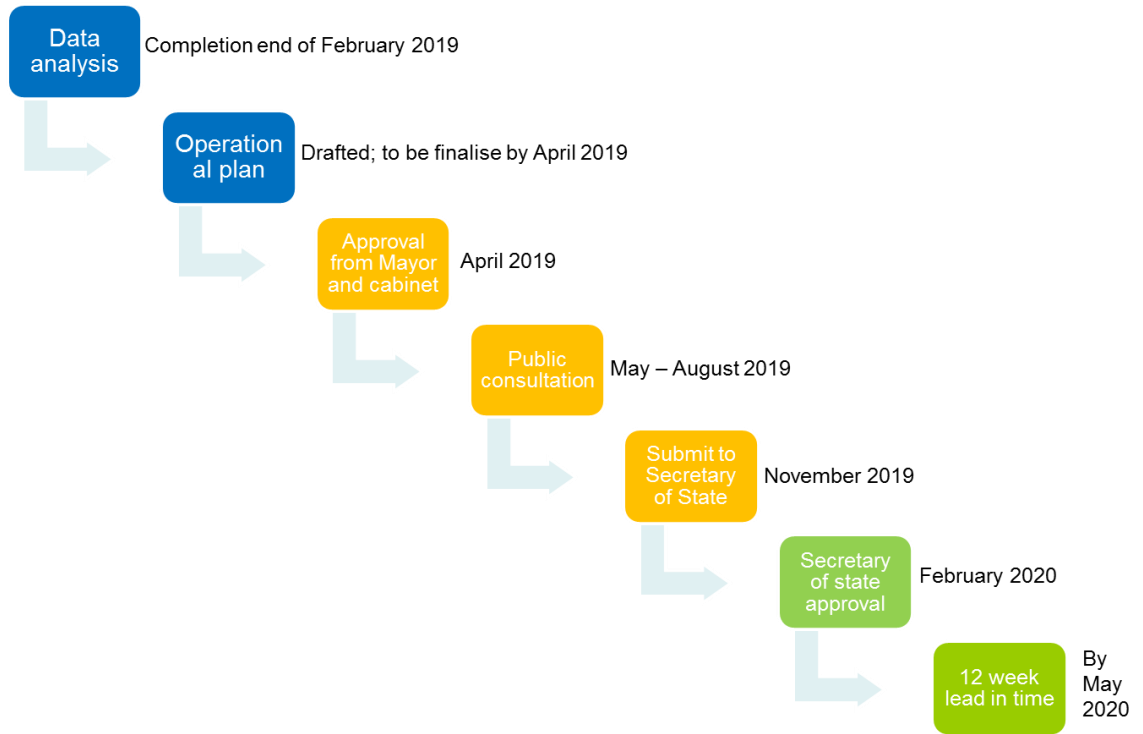 Data
analysis
Completion end of February 2019
Operation
al plan
Drafted; to be finalise by April 2019
Approval
from Mayor
and cabinet
April 2019
Public
consultation
May – August 2019
Submit to
Secretary
of State
November 2019
Secretary
of state
approval
February 2020
12 week
lead in time
By
May
2020